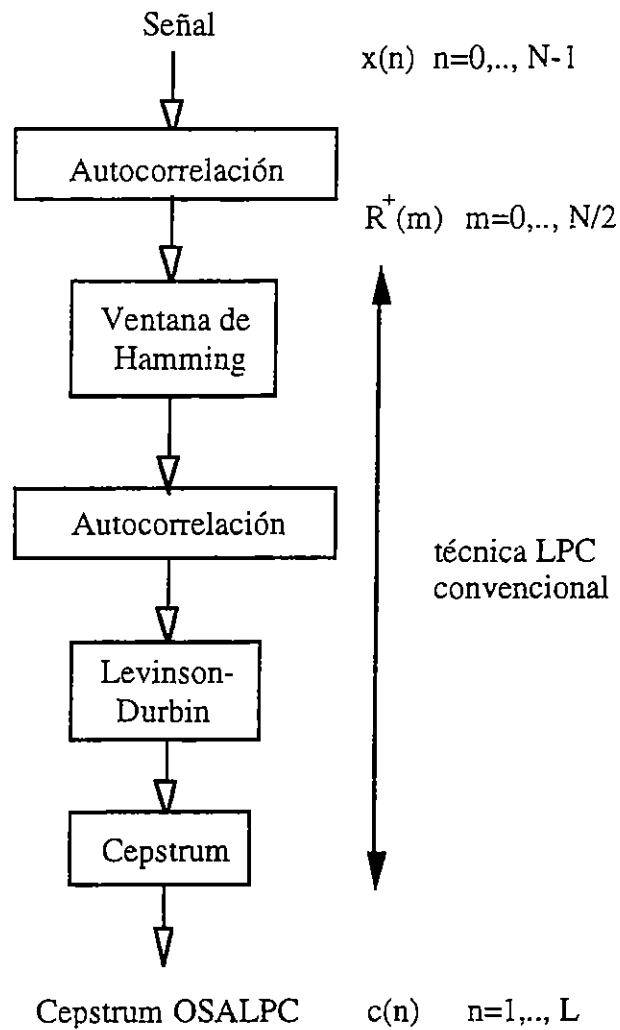 Señal
x(n) n=0,.., N-1
Autocorrelación
R⁺(m) m=0,.., N/2
Ventana de
Hamming
Autocorrelación
técnica LPC
convencional
Levinson-
Durbin
Cepstrum
Cepstrum OSALPC c(n) n=1,.., L